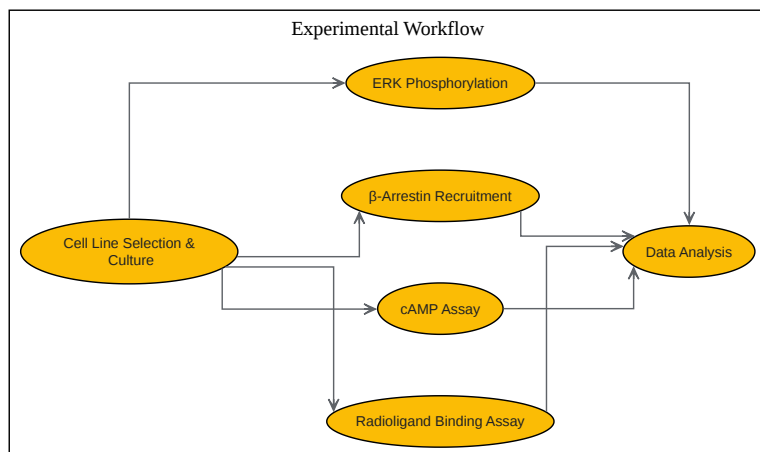 Experimental Workflow
ERK Phosphorylation
β-Arrestin Recruitment
Cell Line Selection &
Culture
Data Analysis
cAMP Assay
Radioligand Binding Assay